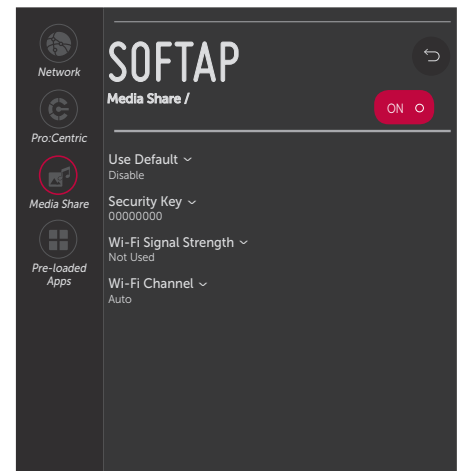 Network
Pro:Centric
Media Share
Pre-loaded
Apps
SOFTAP
Media Share /
ON
Use Default
Disable
Security Key
00000000
Wi-Fi Signal Strength
Not Used
Wi-Fi Channel
Auto